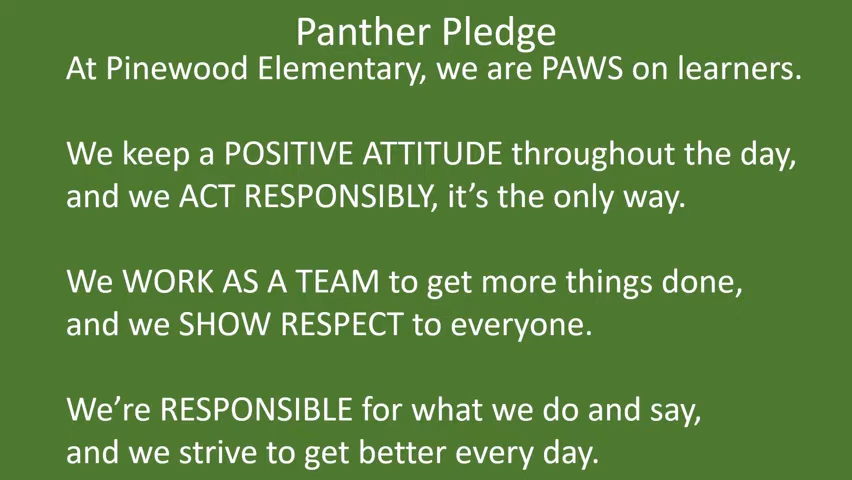 Panther Pledge
At Pinewood Elementary, we are PAWS on learners.
We keep a POSITIVE ATTITUDE throughout the day,
and we ACT RESPONSIBLY, it's the only way.
We WORK AS A TEAM to get more things done,
and we SHOW RESPECT to everyone.
We're RESPONSIBLE for what we do and say,
and we strive to get better every day.